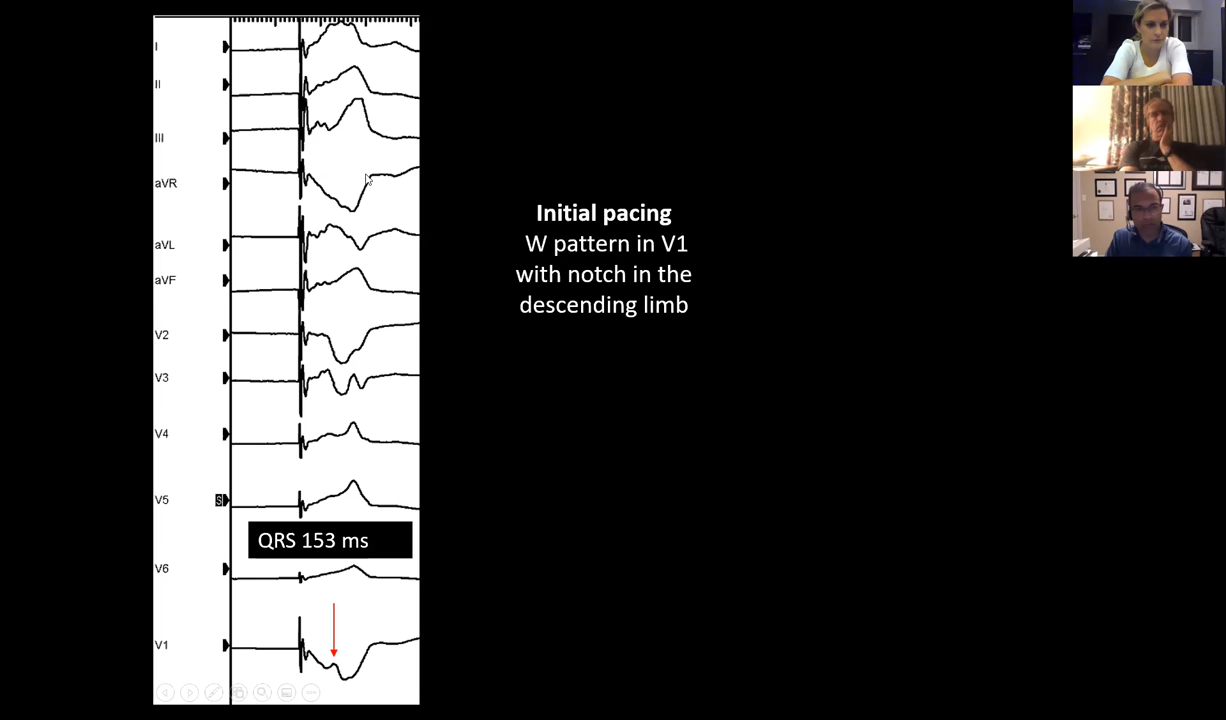 I
II
III
aVR
aVL
aVF
V2
V3
V4
V5
S
QRS 153 ms
V6
V1
Initial pacing
W pattern in V1
with notch in the
descending limb